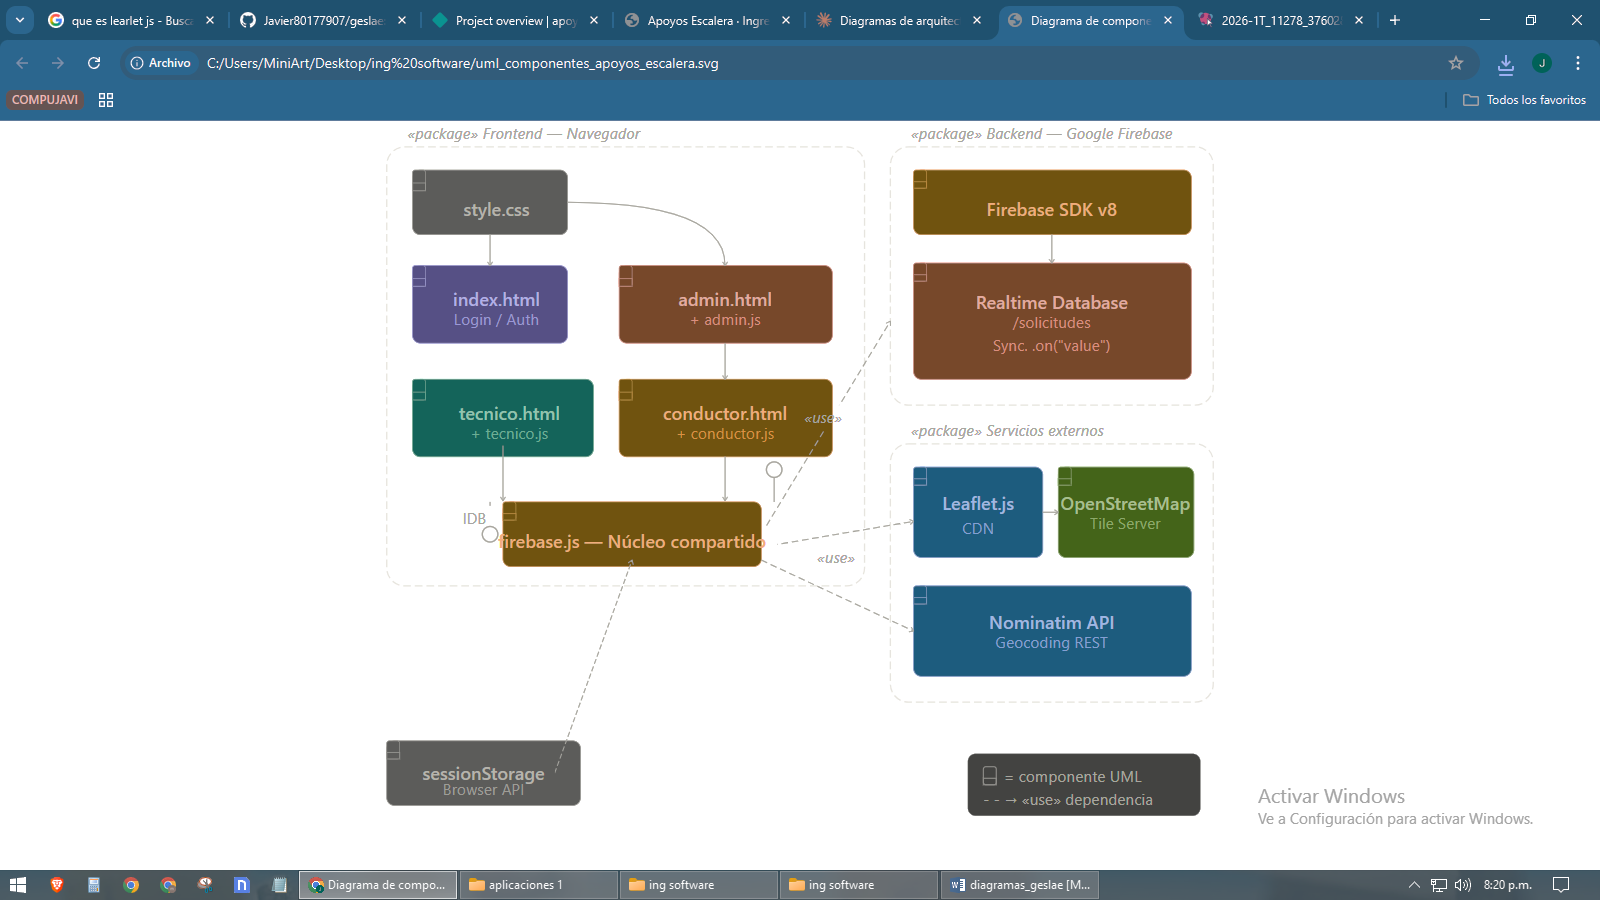 que es learlet js - Busc
Javier80177907/geslae
Project overview | apoy
Apoyos Escalera · Ingre
Diagramas de arquitec
Diagrama de compone
2026-1T_11278_3760
Archivo
C:/Users/MiniArt/Desktop/ing%20software/uml_componentes_apoyos_escalera.svg
J
COMPUJAVI
Todos los favoritos
«package» Frontend — Navegador
«package» Backend — Google Firebase
style.css
Firebase SDK v8
index.html
Login / Auth
admin.html
+ admin.js
Realtime Database
/solicitudes
Sync. .on("value")
tecnico.html
+ tecnico.js
conductor.html
+ conductor.js
«use»
«package» Servicios externos
Leaflet.js
CDN
OpenStreetMap
Tile Server
IDB
firebase.js — Núcleo compartido
«use»
Nominatim API
Geocoding REST
sessionStorage
Browser API
= componente UML
- - → «use» dependencia
Activar Windows
Ve a Configuración para activar Windows.
Diagrama de compo...
aplicaciones 1
ing software
ing software
diagramas_geslae [M...
8:20 p.m.